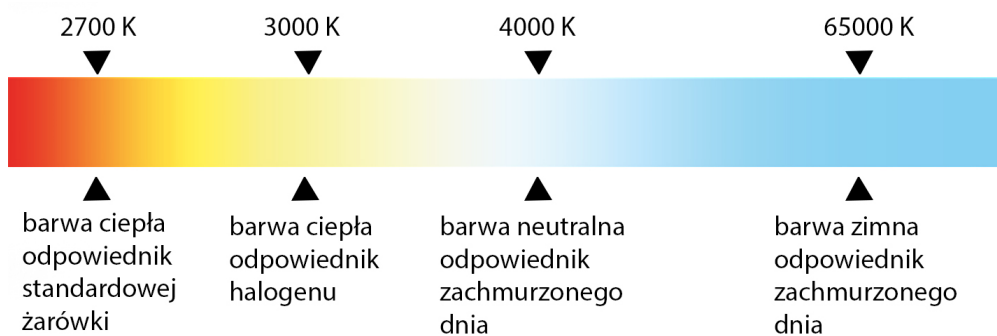 2700 K
3000 K
4000 K
65000 K
barwa ciepła
odpowiednik
standardowej
żarówki
barwa ciepła
odpowiednik
halogenu
barwa neutralna
odpowiednik
zachmurzonego
dnia
barwa zimna
odpowiednik
zachmurzonego
dnia